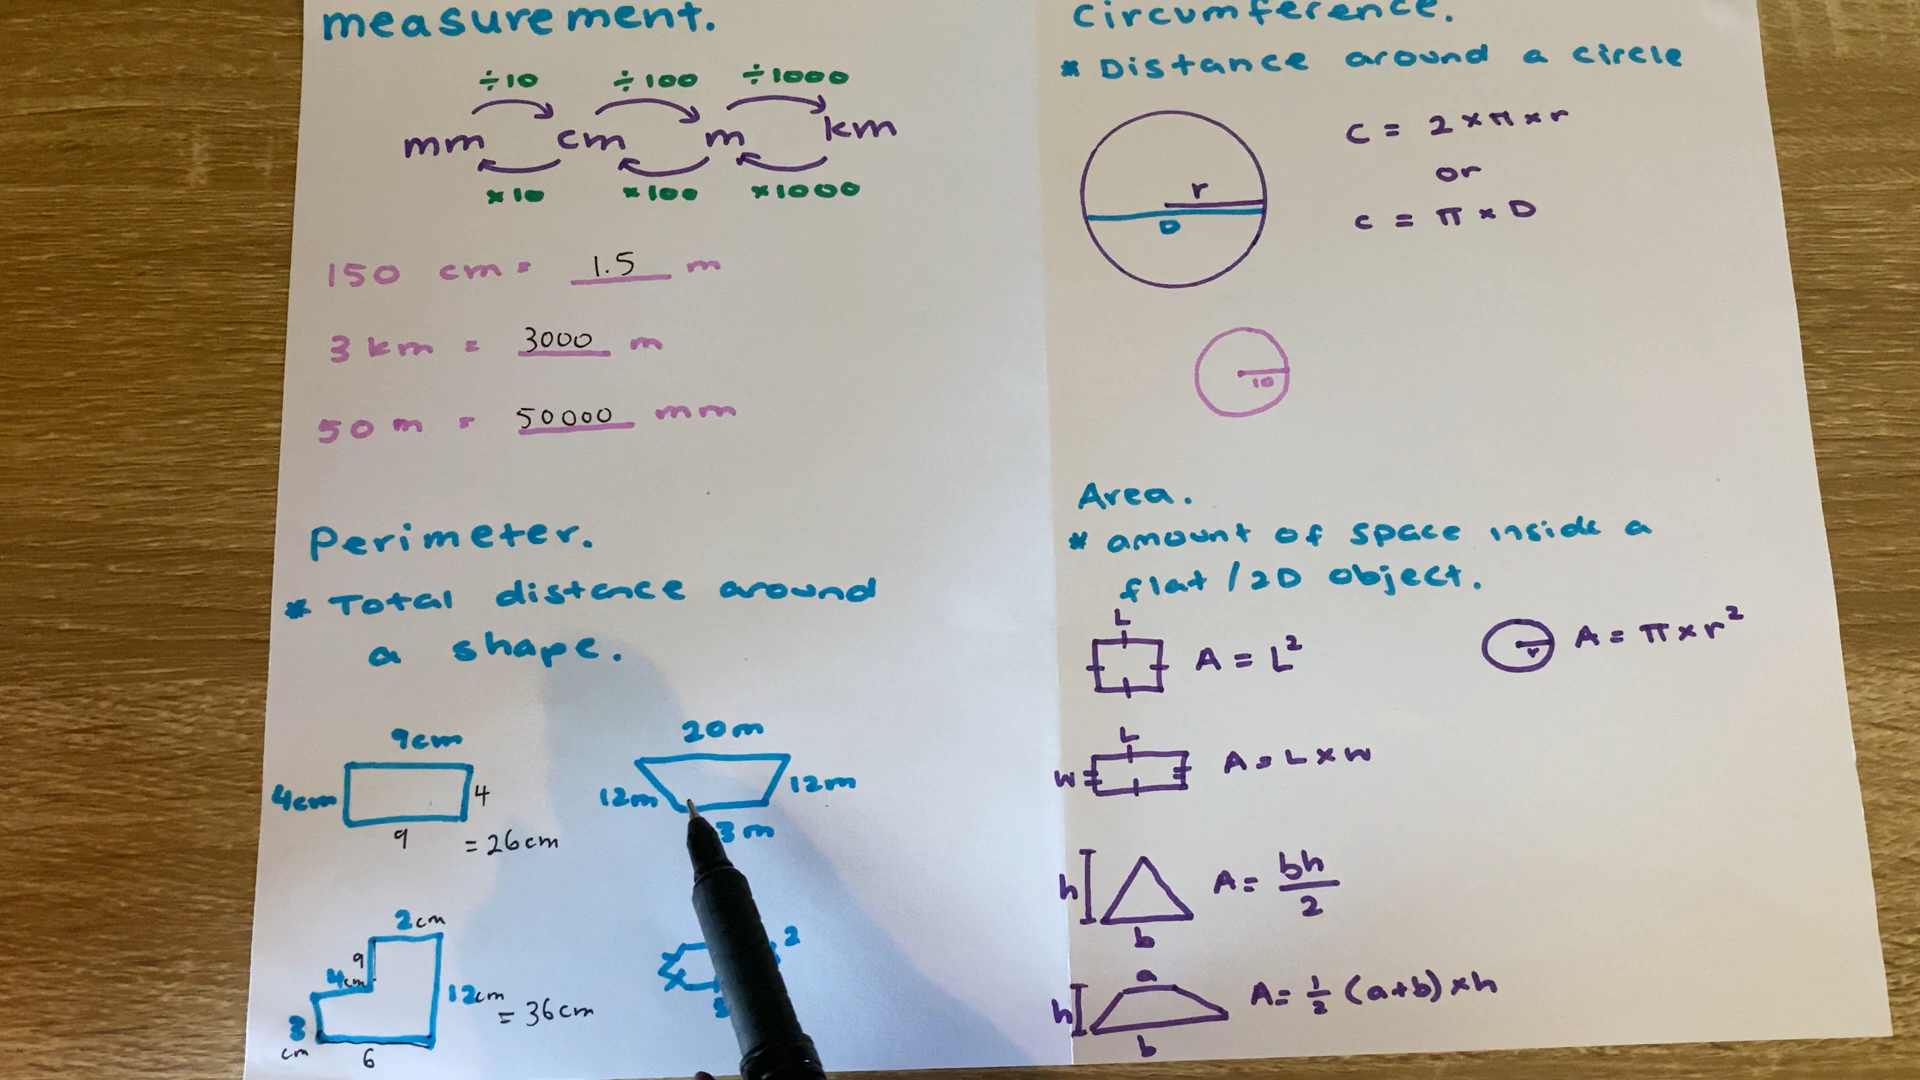 measurement.
÷10 ÷100 ÷1000
mm cm m km
×10 ×100 ×1000
150 cm = 1.5 m
3 km = 3000 m
50 m = 50000 mm
Perimeter.
* Total distance around
a shape.
9cm
4cm 4
9 = 26cm
20m
12m 12m
3m
2cm
9
4cm
12cm
= 36cm
3
cm
6
2
circumference.
* Distance around a circle
r
D
C = 2 × π × r
or
c = π × D
10
Area.
* amount of space inside a
flat / 2D object.
L
A = L²
r
A = π × r²
L
W
A = L × W
h
b
A = bh
2
a
h
b
A = 1/2 (a+b) × h